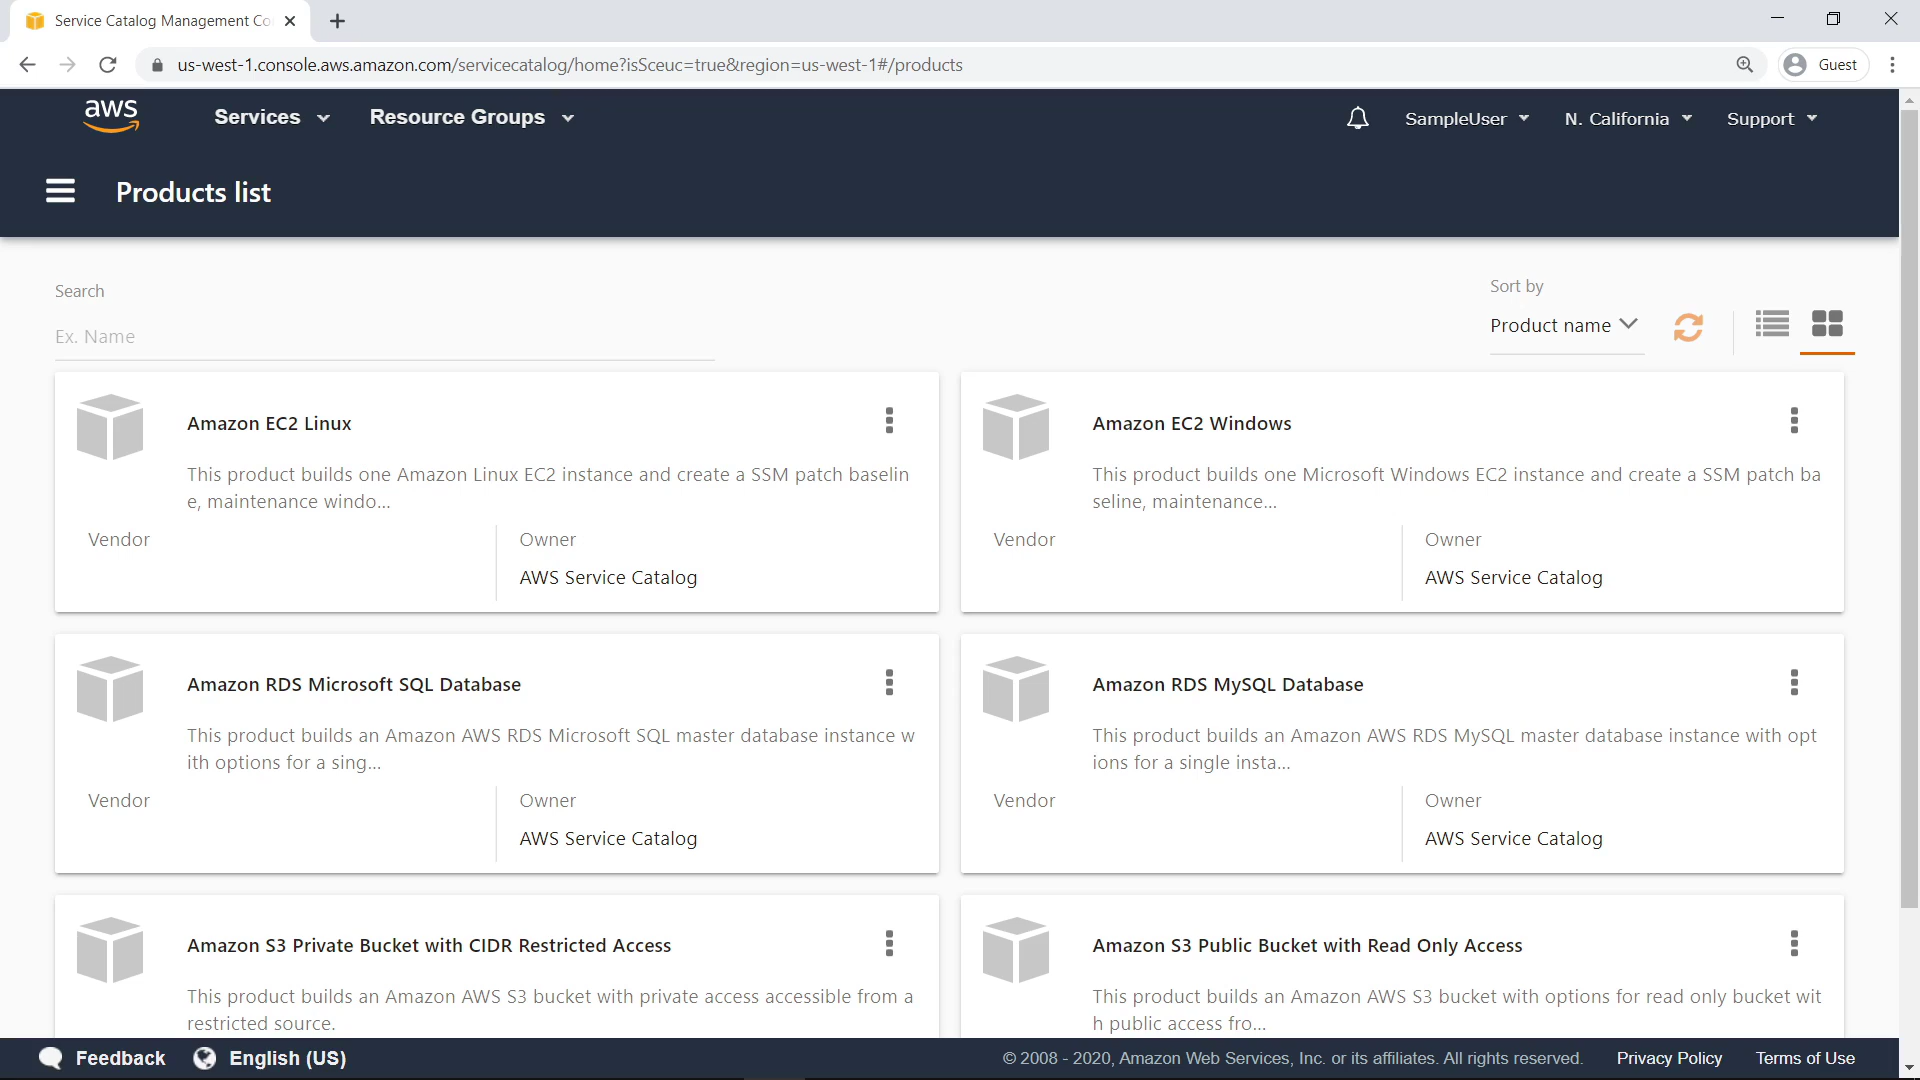 Service Catalog Management Co
us-west-1.console.aws.amazon.com/servicecatalog/home?isSceuc=true&region=us-west-1#/products
Guest
aws
Services
Resource Groups
SampleUser
N. California
Support
Products list
Search
Ex. Name
Sort by
Product name
Amazon EC2 Linux
This product builds one Amazon Linux EC2 instance and create a SSM patch baselin
e, maintenance windo...
Vendor
Owner
AWS Service Catalog
Amazon EC2 Windows
This product builds one Microsoft Windows EC2 instance and create a SSM patch ba
seline, maintenance...
Vendor
Owner
AWS Service Catalog
Amazon RDS Microsoft SQL Database
This product builds an Amazon AWS RDS Microsoft SQL master database instance w
ith options for a sing...
Vendor
Owner
AWS Service Catalog
Amazon RDS MySQL Database
This product builds an Amazon AWS RDS MySQL master database instance with opt
ions for a single insta...
Vendor
Owner
AWS Service Catalog
Amazon S3 Private Bucket with CIDR Restricted Access
This product builds an Amazon AWS S3 bucket with private access accessible from a
restricted source.
Amazon S3 Public Bucket with Read Only Access
This product builds an Amazon AWS S3 bucket with options for read only bucket wit
h public access fro...
Feedback
English (US)
© 2008 - 2020, Amazon Web Services, Inc. or its affiliates. All rights reserved.
Privacy Policy
Terms of Use